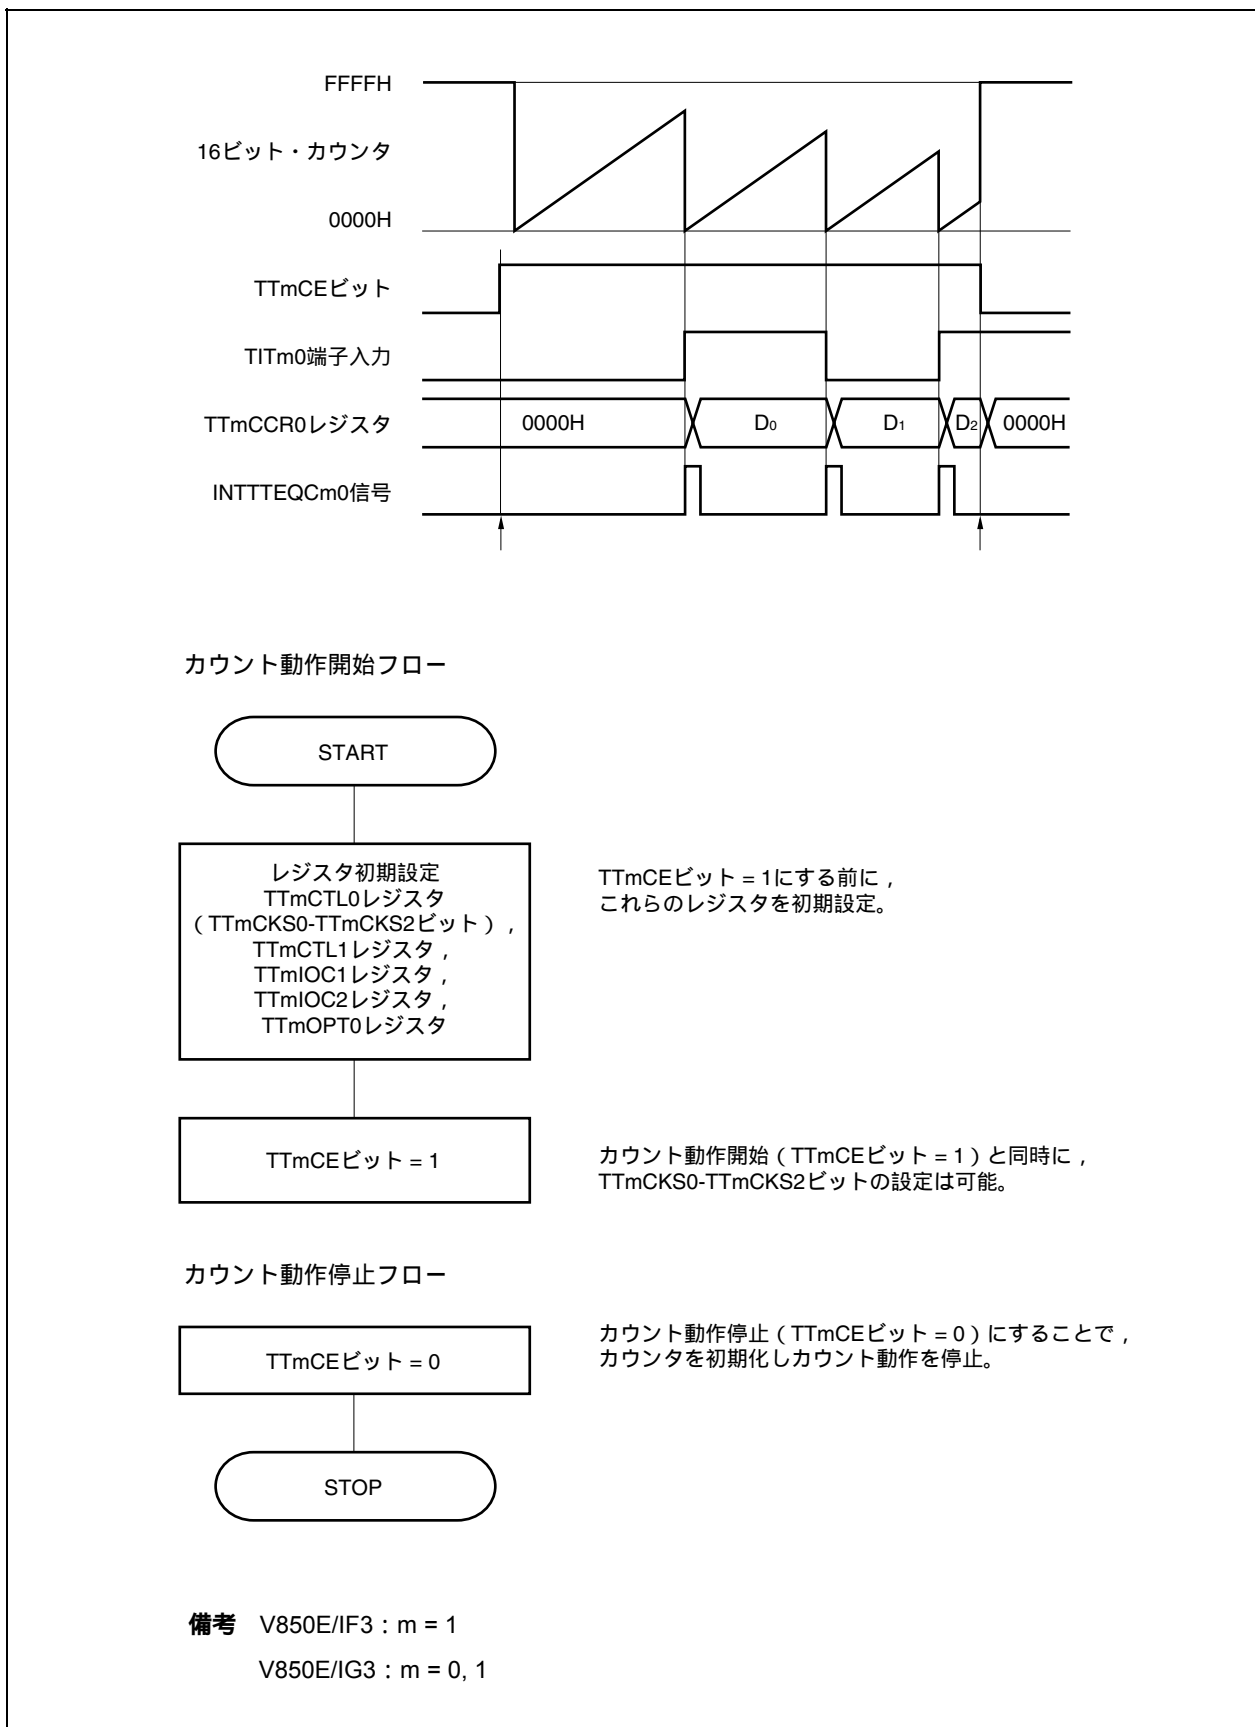 FFFFH
16ビット・カウンタ
0000H
TTmCEビット
TITm0端子入力
TTmCCR0レジスタ
0000H
D0
D1
D2
0000H
INTTTEQCm0信号
カウント動作開始フロー
START
レジスタ初期設定
TTmCTL0レジスタ
(TTmCKS0-TTmCKS2ビット),
TTmCTL1レジスタ,
TTmIOC1レジスタ,
TTmIOC2レジスタ,
TTmOPT0レジスタ
TTmCEビット = 1にする前に,
これらのレジスタを初期設定。
TTmCEビット = 1
カウント動作開始(TTmCEビット = 1)と同時に,
TTmCKS0-TTmCKS2ビットの設定は可能。
カウント動作停止フロー
TTmCEビット = 0
カウント動作停止(TTmCEビット = 0)にすることで,
カウンタを初期化しカウント動作を停止。
STOP
備考 V850E/IF3:m = 1
V850E/IG3:m = 0, 1